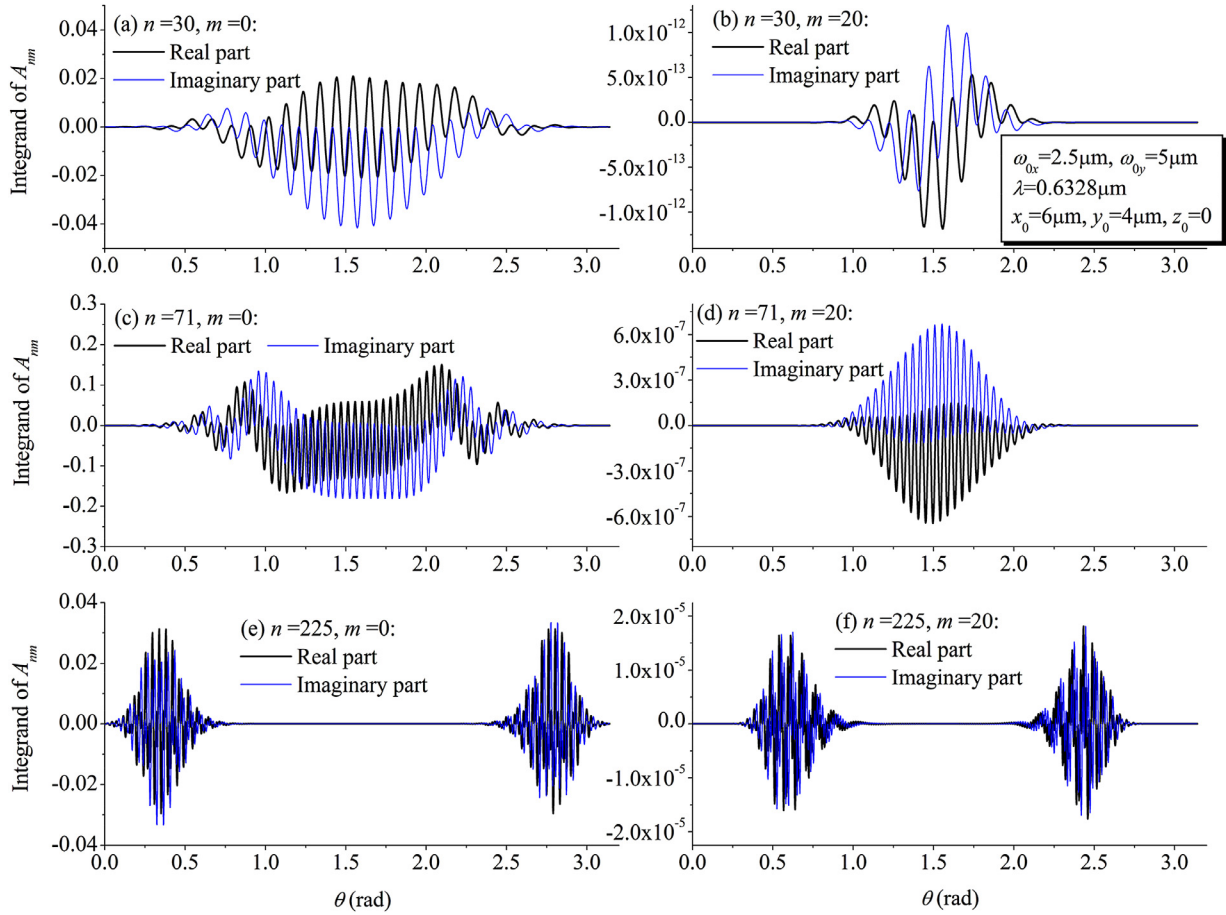 (a) n =30, m =0:
Real part
Imaginary part
0.04
0.02
0.00
-0.02
-0.04
Integrand of Anm
0.0 0.5 1.0 1.5 2.0 2.5 3.0
(b) n =30, m =20:
Real part
Imaginary part
1.0x10-12
5.0x10-13
0.0
-5.0x10-13
-1.0x10-12
ω0x=2.5μm, ω0y=5μm
λ=0.6328μm
x0=6μm, y0=4μm, z0=0
0.0 0.5 1.0 1.5 2.0 2.5 3.0
(c) n =71, m =0:
Real part Imaginary part
0.3
0.2
0.1
0.0
-0.1
-0.2
-0.3
Integrand of Anm
0.0 0.5 1.0 1.5 2.0 2.5 3.0
(d) n =71, m =20:
Real part
Imaginary part
6.0x10-7
3.0x10-7
0.0
-3.0x10-7
-6.0x10-7
0.0 0.5 1.0 1.5 2.0 2.5 3.0
(e) n =225, m =0:
Real part
Imaginary part
0.04
0.02
0.00
-0.02
-0.04
Integrand of Anm
0.0 0.5 1.0 1.5 2.0 2.5 3.0
θ (rad)
(f) n =225, m =20:
Real part
Imaginary part
2.0x10-5
1.0x10-5
0.0
-1.0x10-5
-2.0x10-5
0.0 0.5 1.0 1.5 2.0 2.5 3.0
θ (rad)